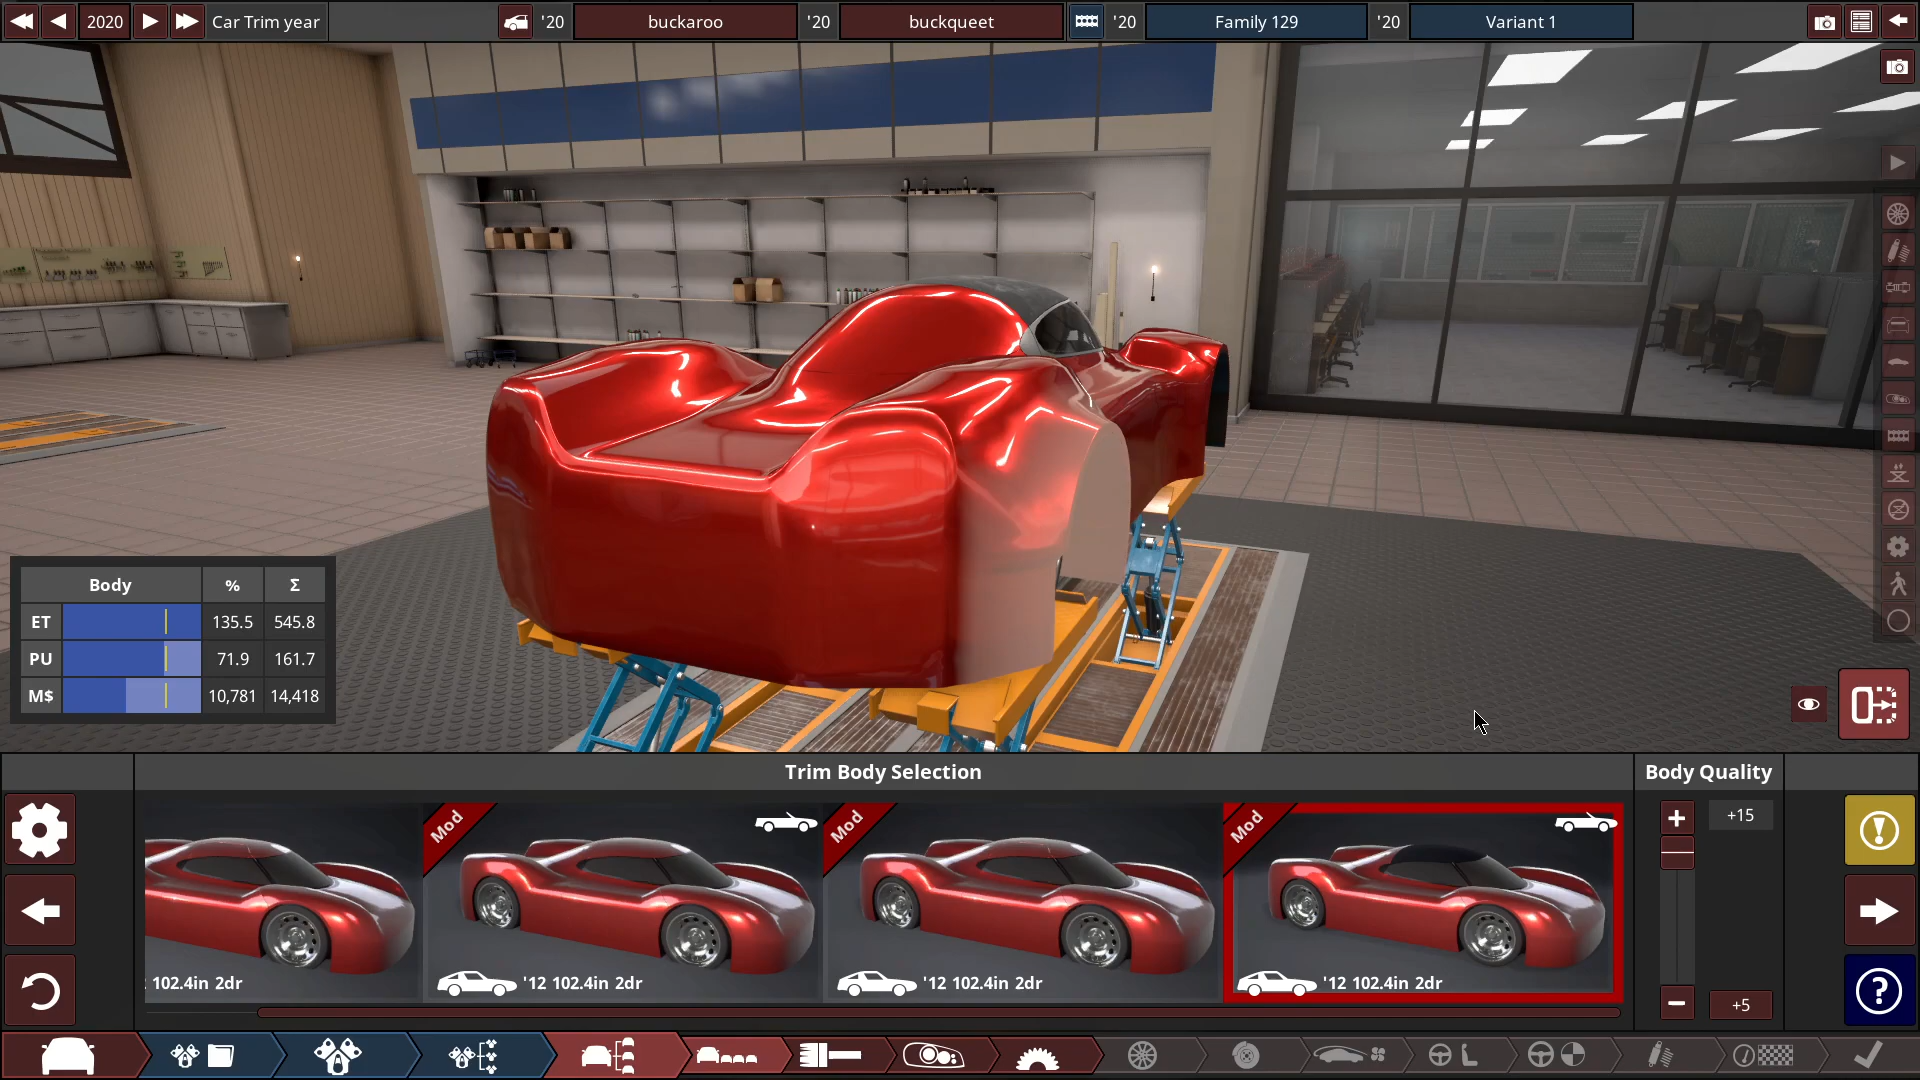 2020 Car Trim year '20 buckaroo '20 buckqueet '20 Family 129 '20 Variant 1
Body % Σ
ET 135.5 545.8
PU 71.9 161.7
M$ 10,781 14,418
Trim Body Selection
Body Quality
Mod
Mod
Mod
+15
102.4in 2dr
'12 102.4in 2dr
'12 102.4in 2dr
'12 102.4in 2dr
+5